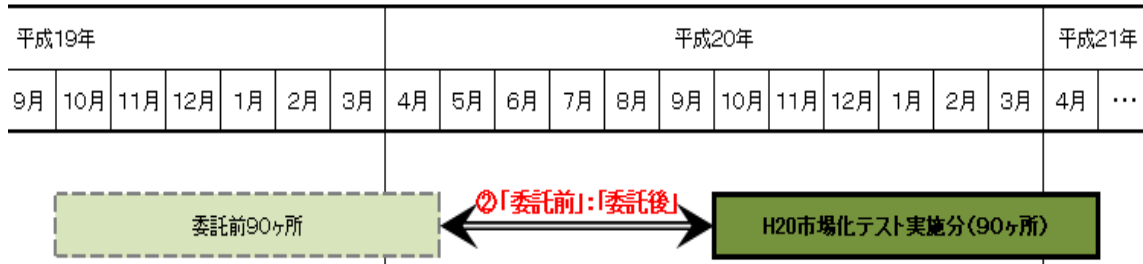 平成19年 平成20年 平成21年
9月 10月 11月 12月 1月 2月 3月 4月 5月 6月 7月 8月 9月 10月 11月 12月 1月 2月 3月 4月 …
②「委託前」:「委託後」
委託前90ヶ所 H20市場化テスト実施分(90ヶ所)